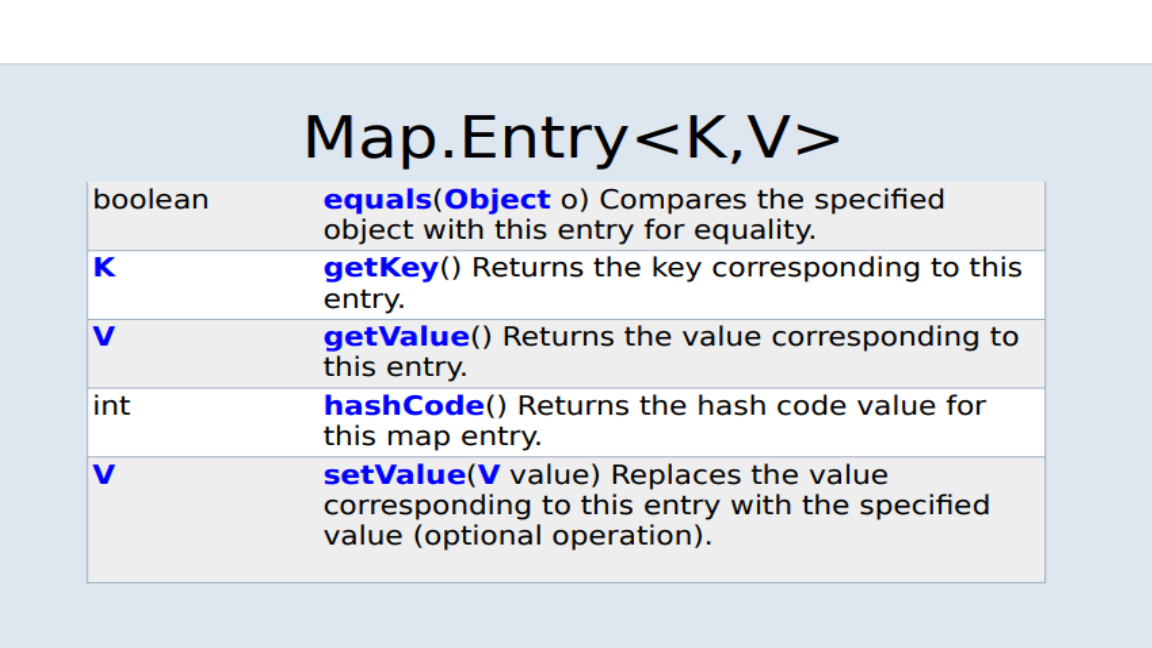 Map.Entry<K,V>
boolean equals(Object o) Compares the specified
object with this entry for equality.
K getKey() Returns the key corresponding to this
entry.
V getValue() Returns the value corresponding to
this entry.
int hashCode() Returns the hash code value for
this map entry.
V setValue(V value) Replaces the value
corresponding to this entry with the specified
value (optional operation).